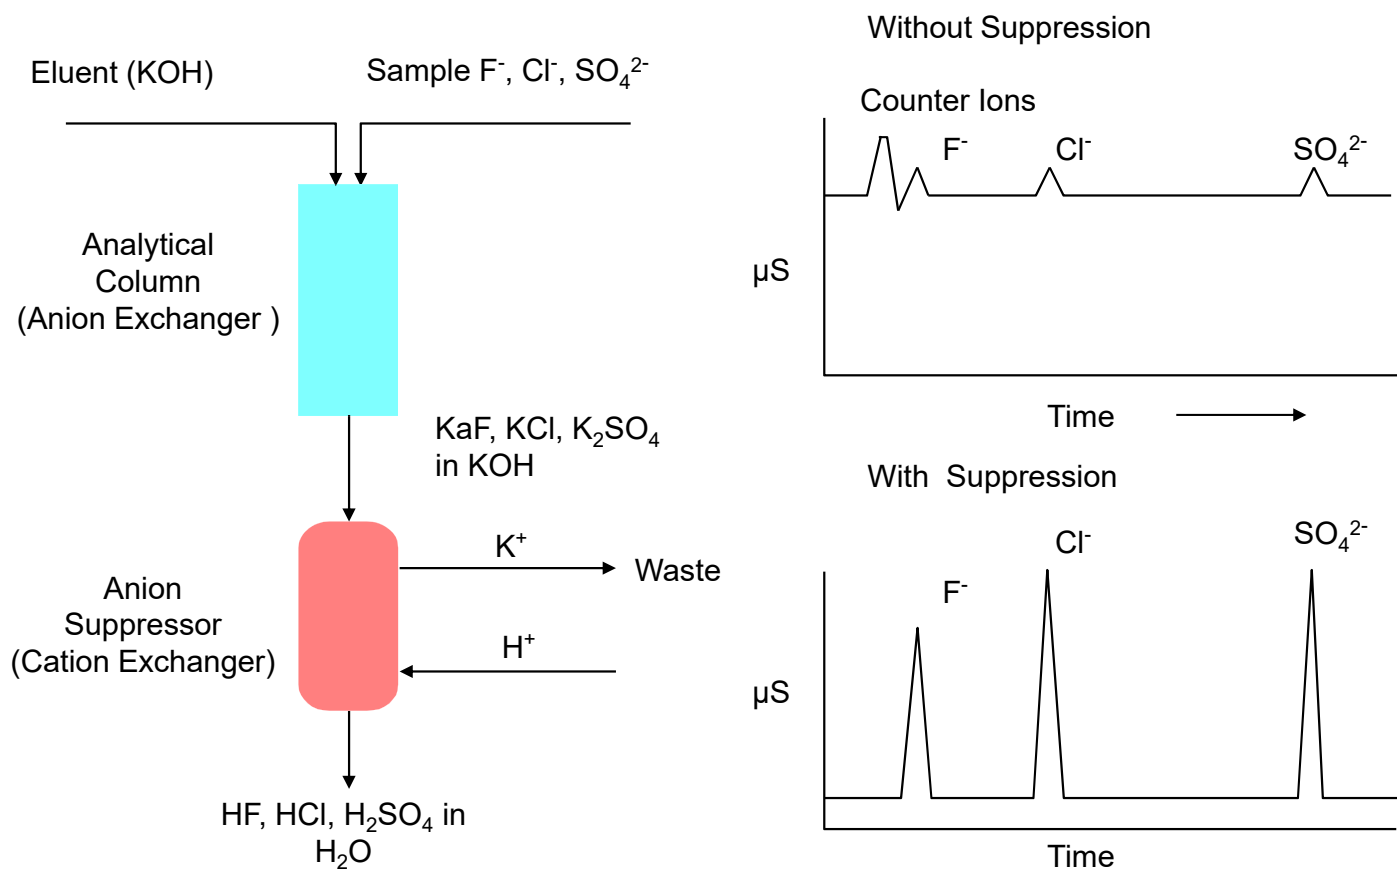 Eluent (KOH)
Sample F⁻, Cl⁻, SO₄²⁻
Analytical
Column
(Anion Exchanger )
KaF, KCl, K₂SO₄
in KOH
Anion
Suppressor
(Cation Exchanger)
K⁺
Waste
H⁺
HF, HCl, H₂SO₄ in
H₂O
Without Suppression
Counter Ions
F⁻
Cl⁻
SO₄²⁻
µS
Time
With Suppression
F⁻
Cl⁻
SO₄²⁻
µS
Time